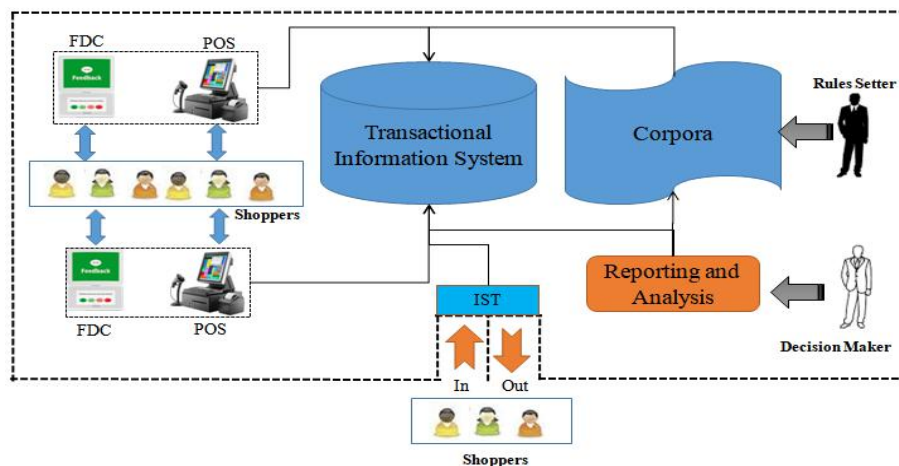 FDC
POS
Feedback
Rules Setter
Transactional
Information System
Corpora
Shoppers
Feedback
Reporting and
Analysis
IST
FDC
POS
Decision Maker
In
Out
Shoppers